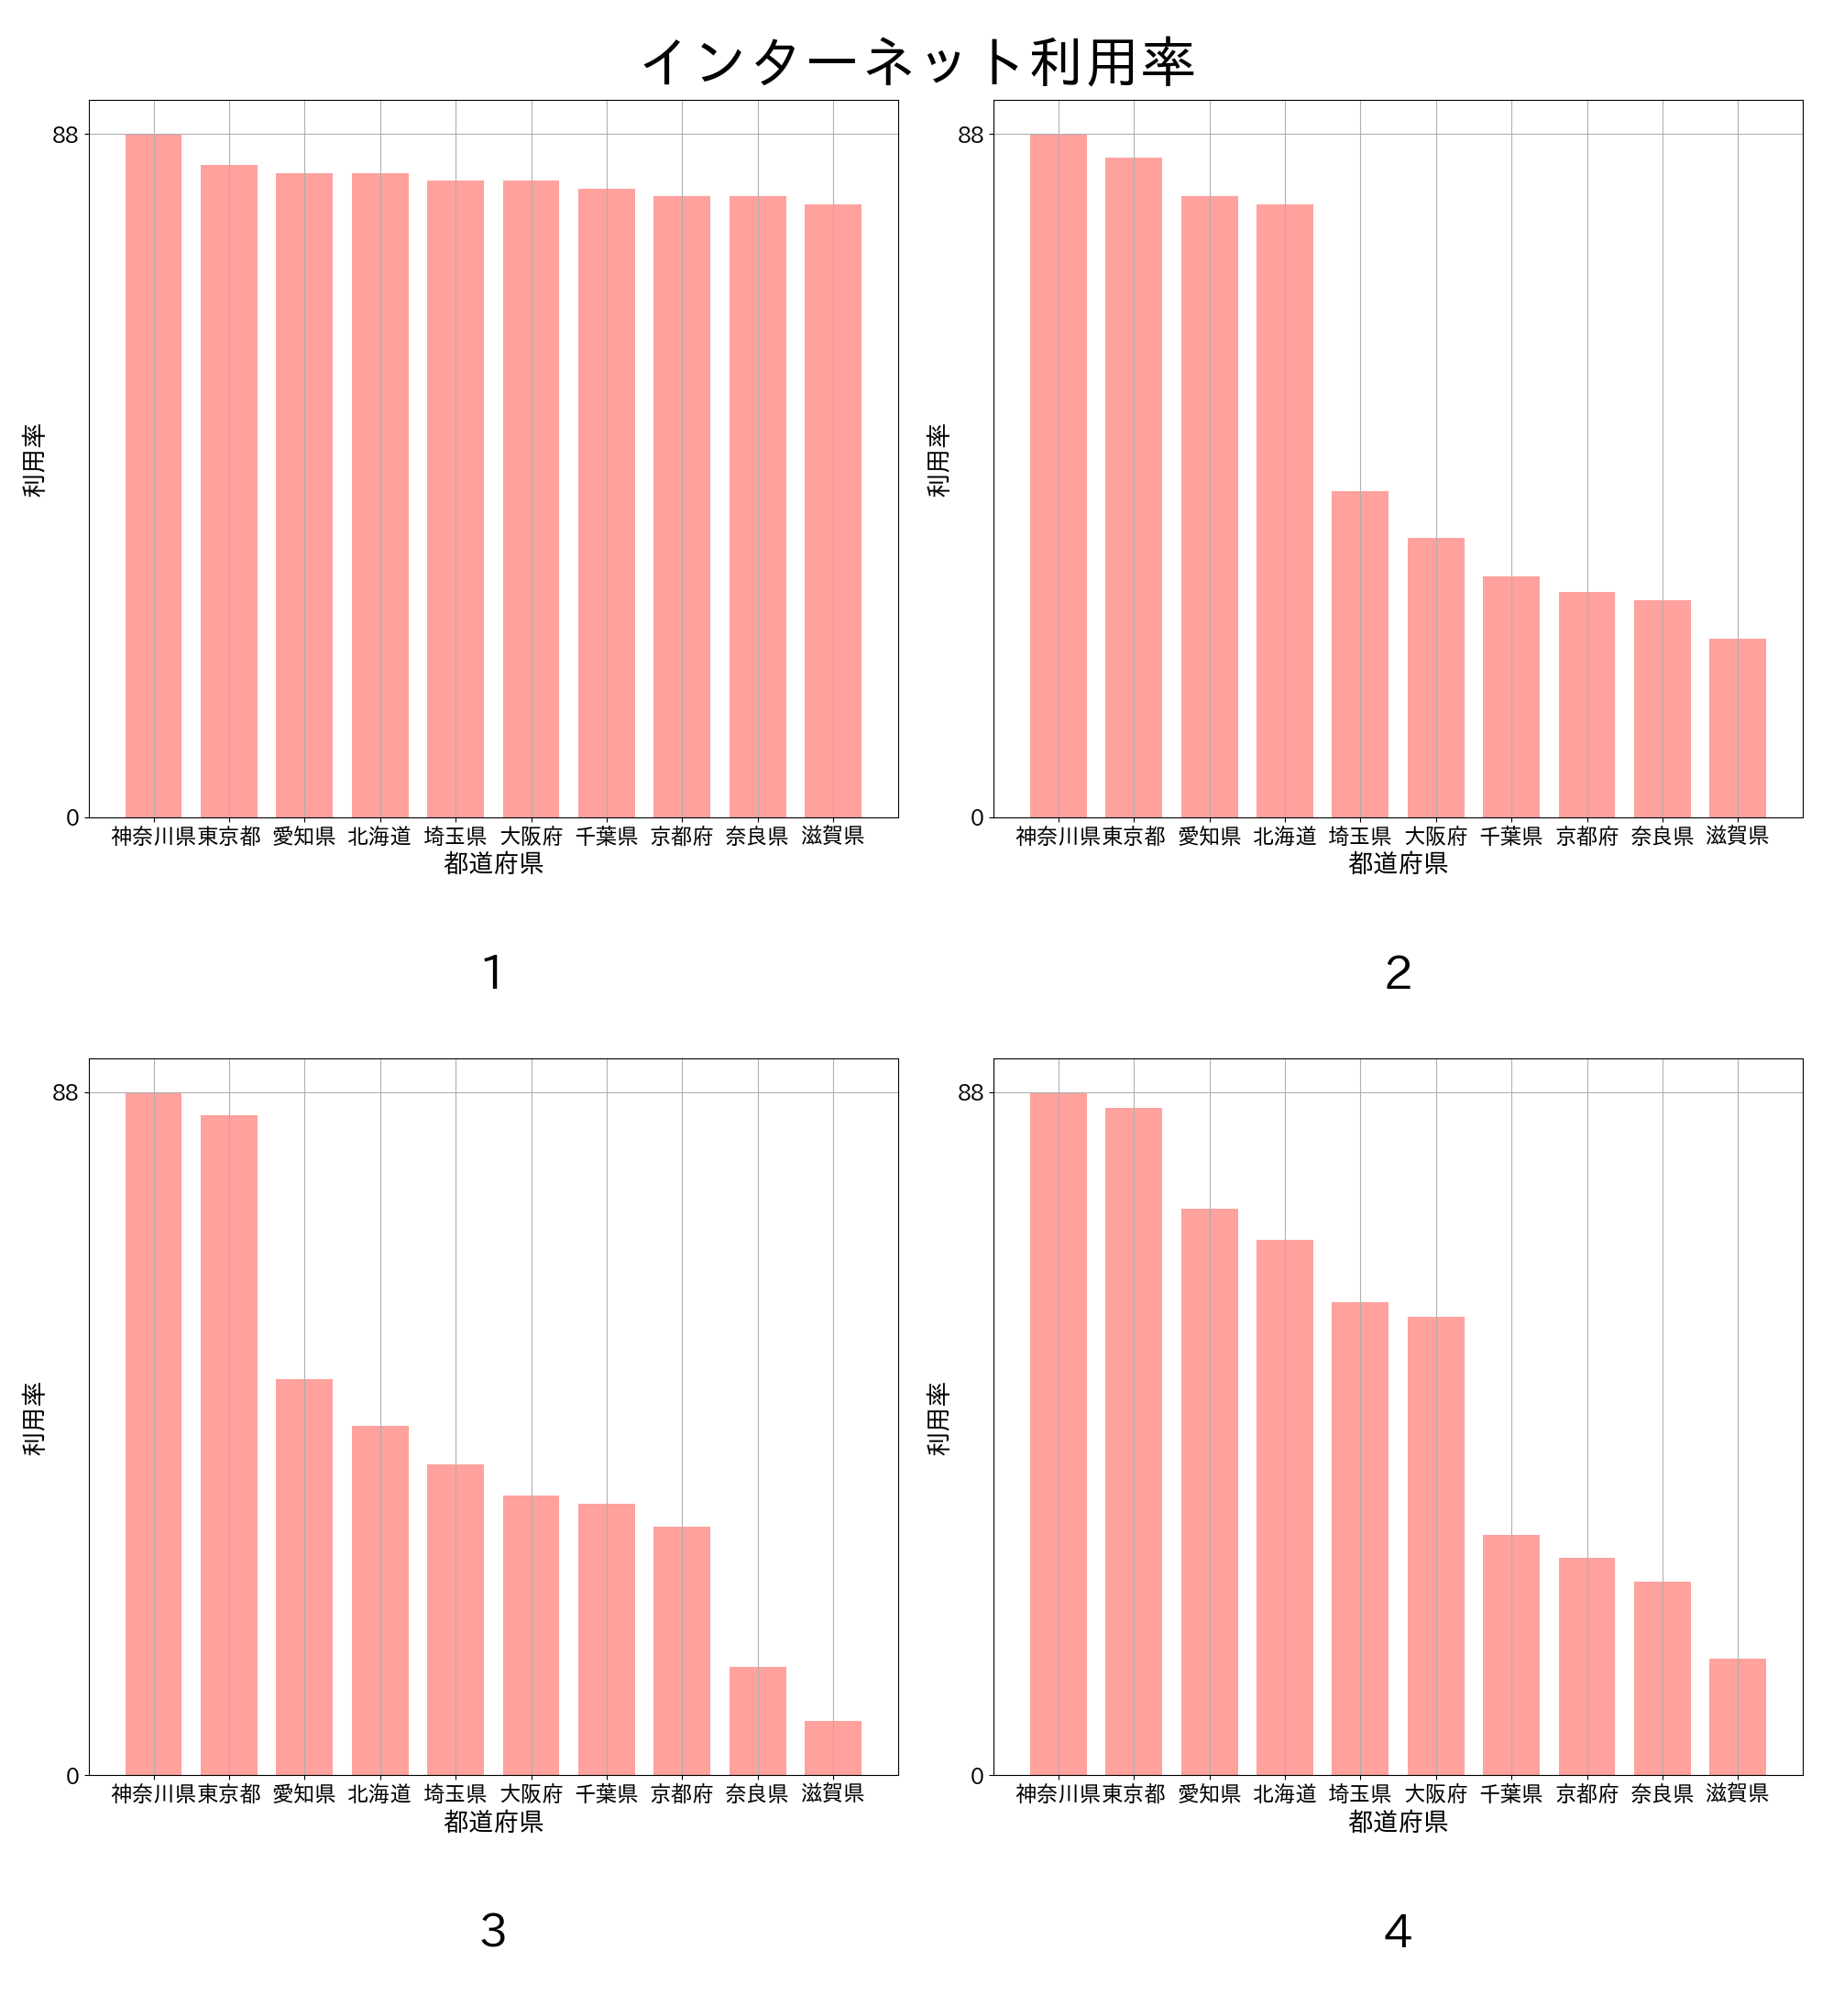 インターネット利用率
88
0
利用率
神奈川県 東京都 愛知県 北海道 埼玉県 大阪府 千葉県 京都府 奈良県 滋賀県
都道府県
1
88
0
利用率
神奈川県 東京都 愛知県 北海道 埼玉県 大阪府 千葉県 京都府 奈良県 滋賀県
都道府県
2
88
0
利用率
神奈川県 東京都 愛知県 北海道 埼玉県 大阪府 千葉県 京都府 奈良県 滋賀県
都道府県
3
88
0
利用率
神奈川県 東京都 愛知県 北海道 埼玉県 大阪府 千葉県 京都府 奈良県 滋賀県
都道府県
4